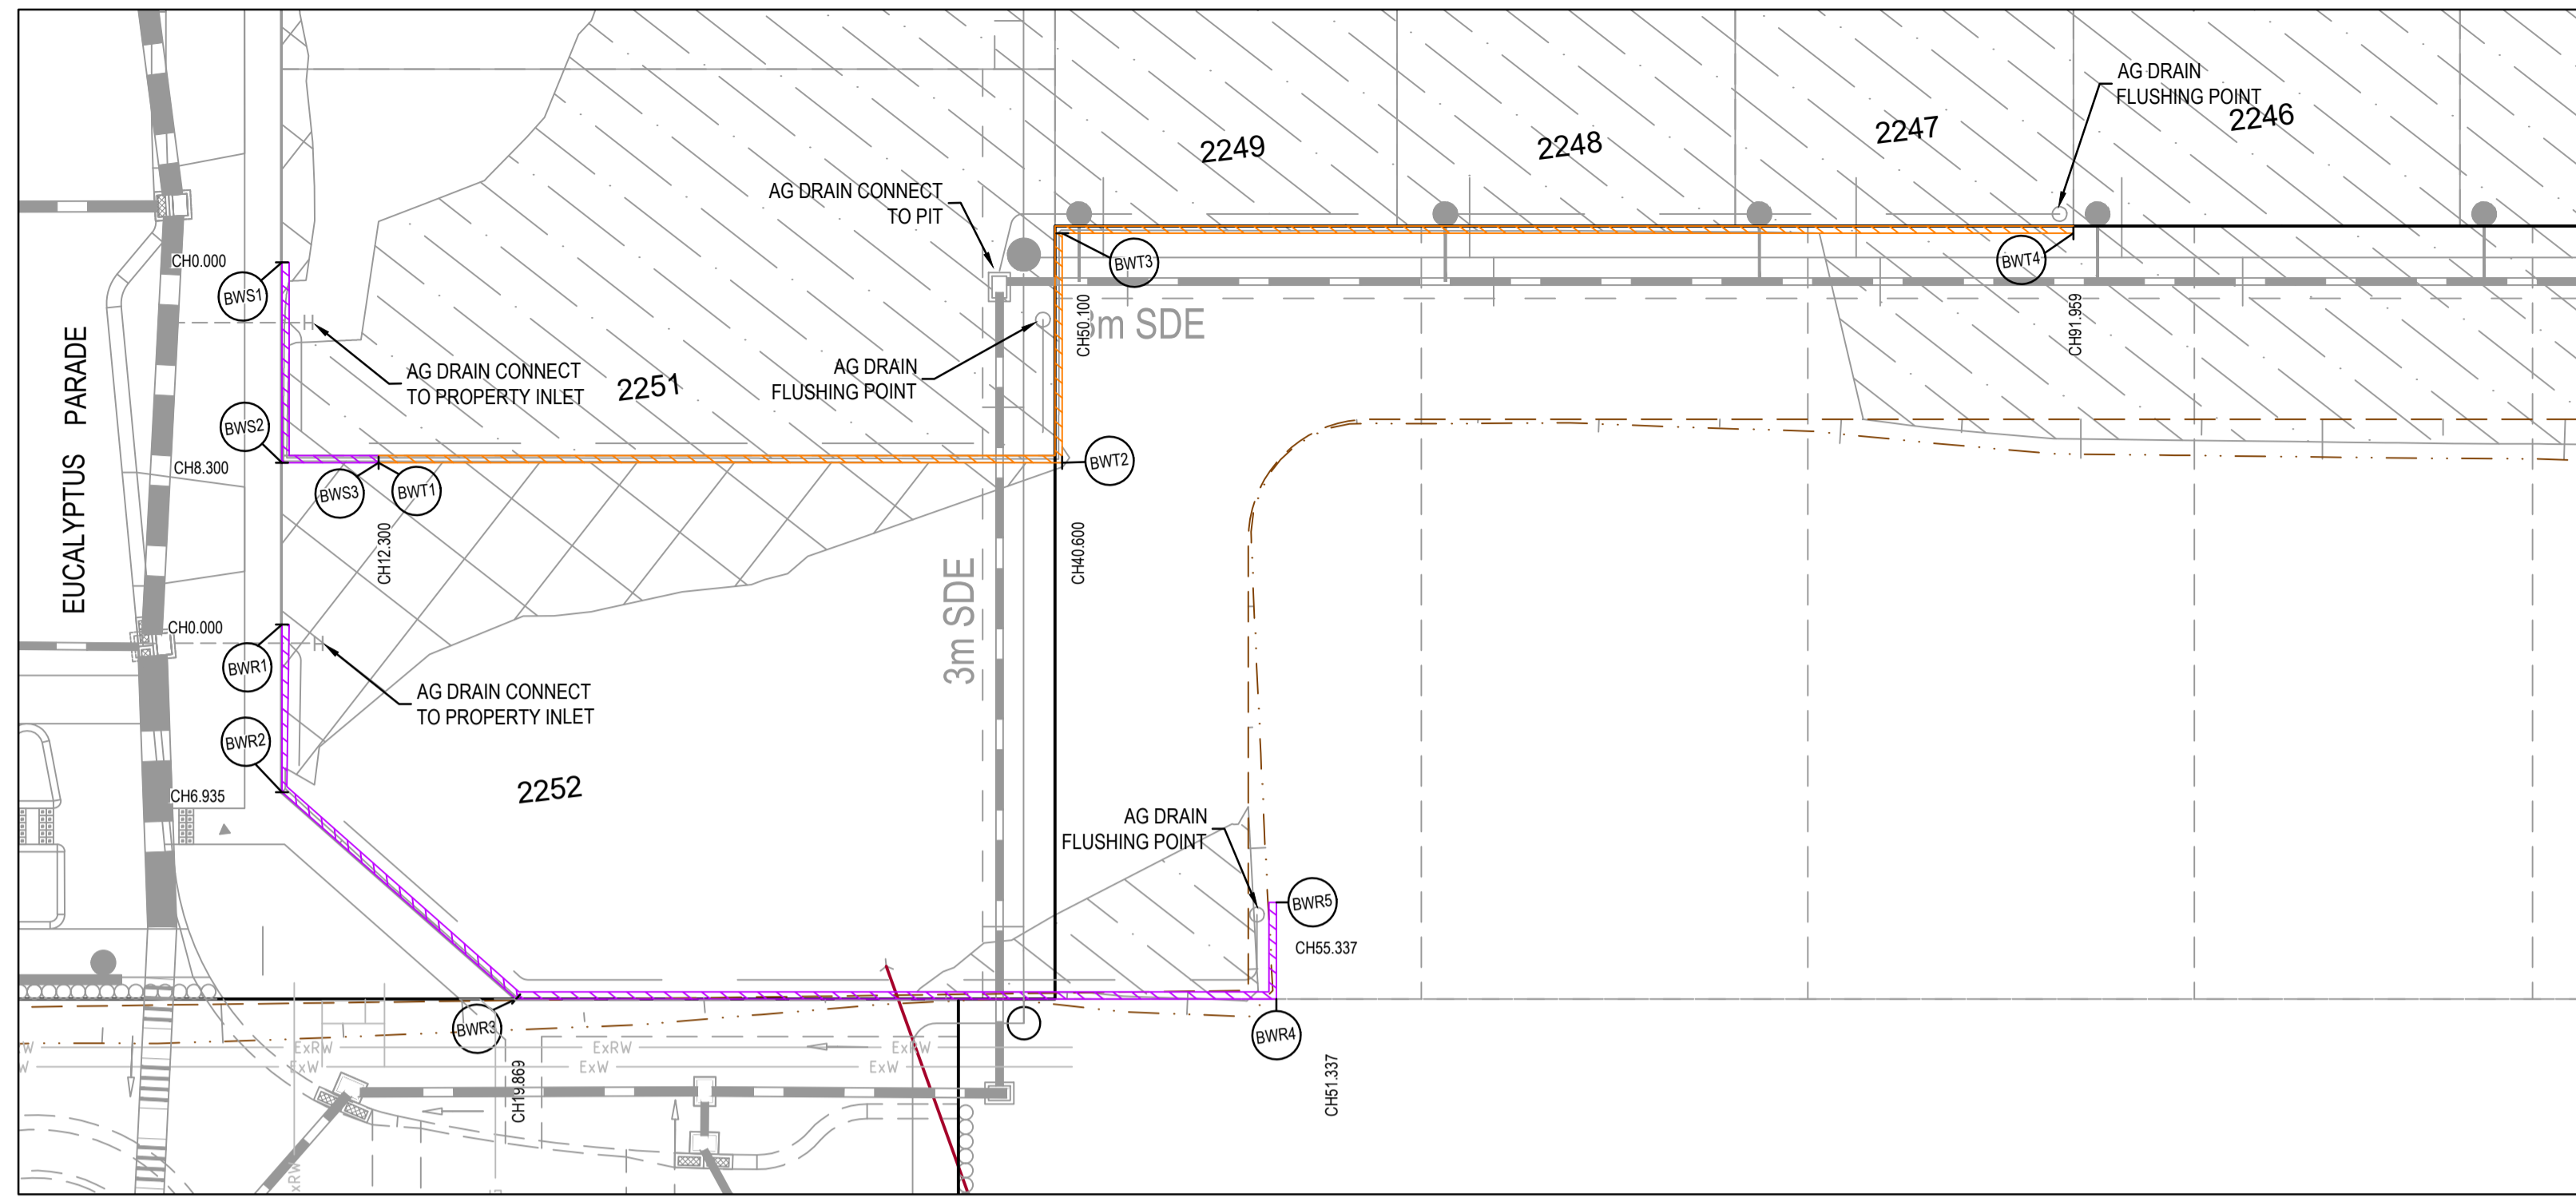 AG DRAIN
FLUSHING POINT
2249
2248
2247
2246
AG DRAIN CONNECT
TO PIT
BWT3
BWT4
CH0.000
BWS1
CH50.100
3m SDE
CH91.959
EUCALYPTUS PARADE
AG DRAIN CONNECT
TO PROPERTY INLET
2251
AG DRAIN
FLUSHING POINT
BWS2
CH8.300
BWS3
BWT1
BWT2
CH12.300
CH40.600
3m SDE
CH0.000
BWR1
AG DRAIN CONNECT
TO PROPERTY INLET
BWR2
CH6.935
2252
AG DRAIN
FLUSHING POINT
BWR5
CH55.337
BWR3
BWR4
ExRW
ExRW
ExRW
ExW
ExW
ExW
CH19.869
CH51.337
ExRW